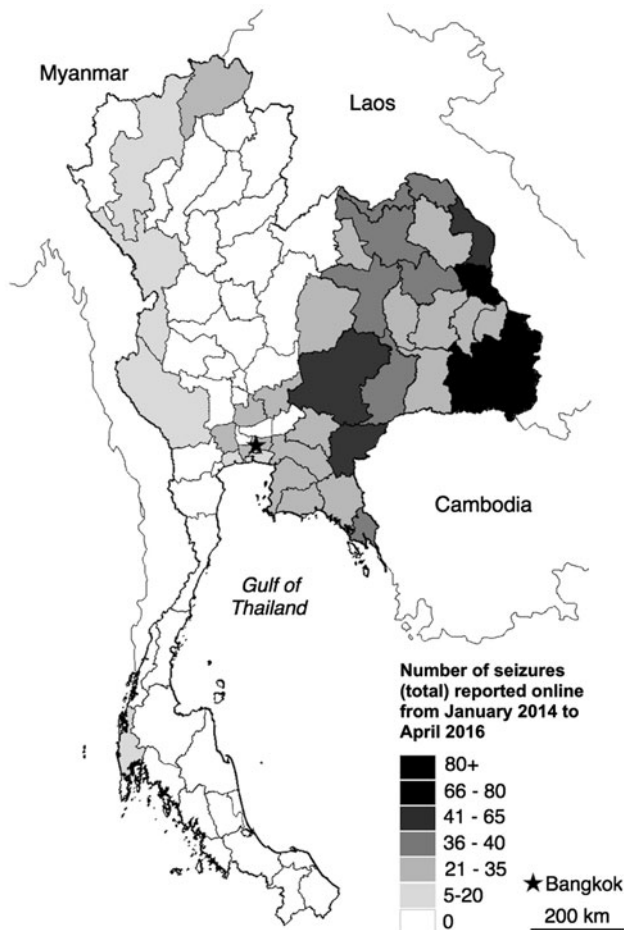 Myanmar
Laos
Cambodia
Gulf of
Thailand
Number of seizures
(total) reported online
from January 2014 to
April 2016
80+
66 - 80
41 - 65
36 - 40
21 - 35
5-20
0
Bangkok
200 km